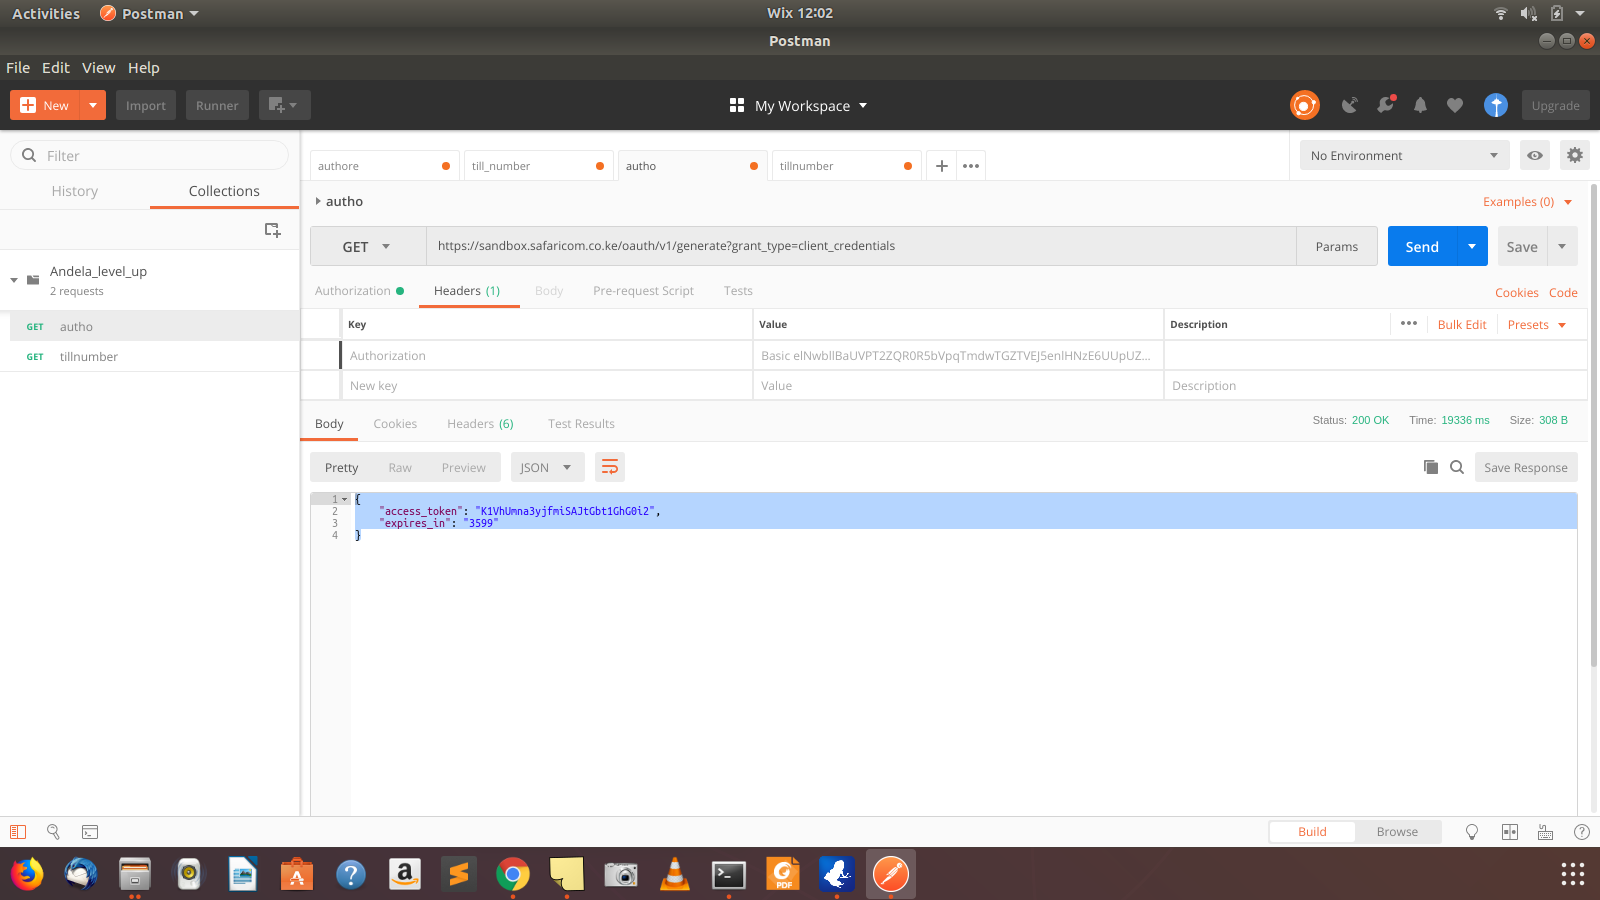 Activities Postman Wix 12:02
Postman
File Edit View Help
New Import Runner My Workspace Upgrade
Filter
History Collections
Andela_level_up
2 requests
GET autho
GET tillnumber
authore till_number autho tillnumber No Environment
autho Examples (0)
GET https://sandbox.safaricom.co.ke/oauth/v1/generate?grant_type=client_credentials Params Send Save
Authorization Headers (1) Body Pre-request Script Tests Cookies Code
Key Value Description Bulk Edit Presets
Authorization
New key Value Description
Body Cookies Headers (6) Test Results Status: 200 OK Time: 19336 ms Size: 308 B
Pretty Raw Preview JSON Save Response
1 {
2 "access_token": "K1VhUmna3yjfmiSAJtGbt1GhG0i2",
3 "expires_in": "3599"
4 }
Build Browse